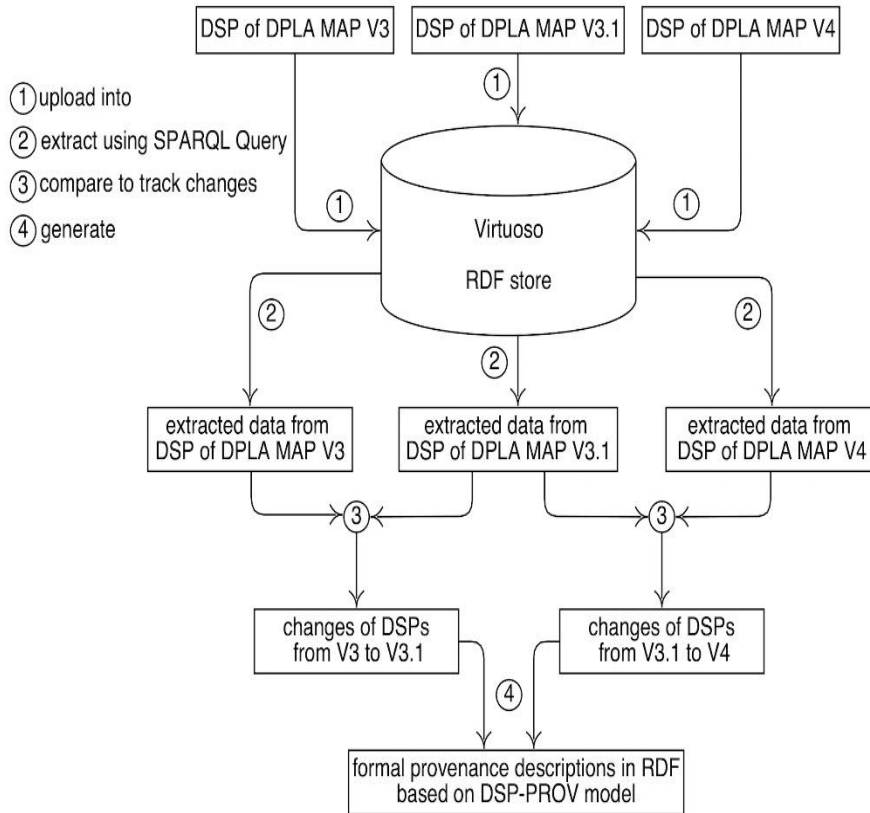 DSP of DPLA MAP V3
DSP of DPLA MAP V3.1
DSP of DPLA MAP V4
1 upload into
2 extract using SPARQL Query
3 compare to track changes
4 generate
1
1
1
Virtuoso
RDF store
2
2
2
extracted data from
DSP of DPLA MAP V3
extracted data from
DSP of DPLA MAP V3.1
extracted data from
DSP of DPLA MAP V4
3
3
changes of DSPs
from V3 to V3.1
changes of DSPs
from V3.1 to V4
4
formal provenance descriptions in RDF
based on DSP-PROV model